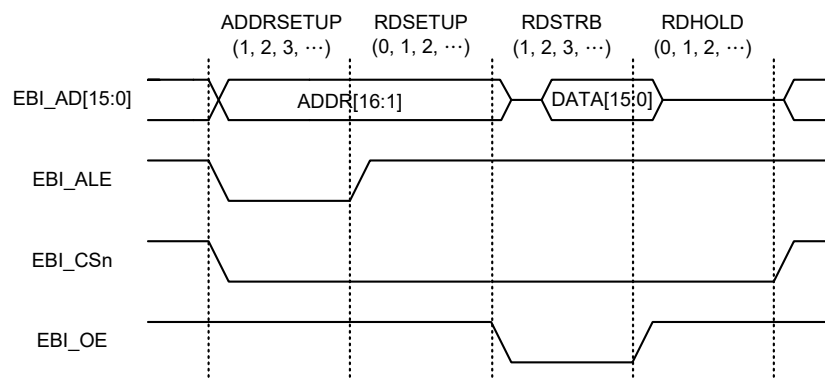 ADDRSETUP RDSETUP RDSTRB RDHOLD
(1, 2, 3, ⋯) (0, 1, 2, ⋯) (1, 2, 3, ⋯) (0, 1, 2, ⋯)
EBI_AD[15:0] ADDR[16:1] DATA[15:0]
EBI_ALE
EBI_CSn
EBI_OE